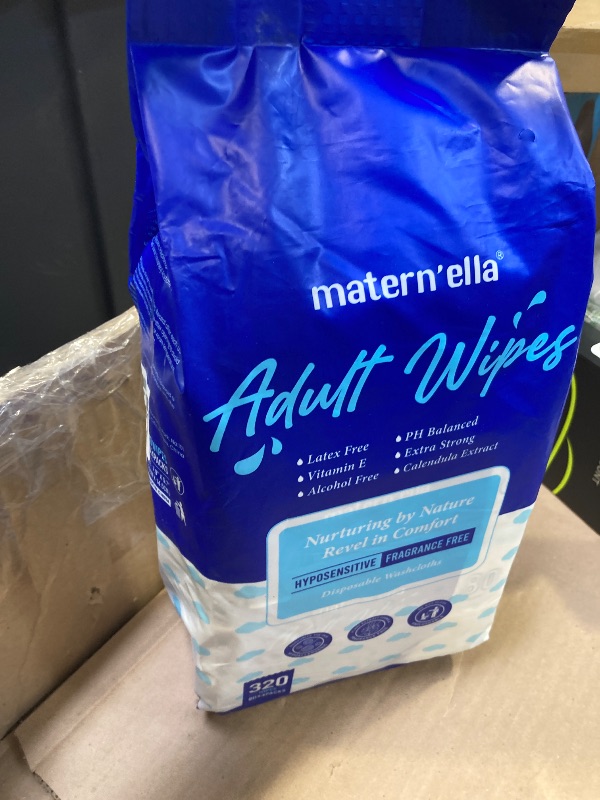 matern'ella®
Adult Wipes
Latex Free
Vitamin E
Alcohol Free
PH Balanced
Extra Strong
Calendula Extract
Nurturing by Nature
Revel in Comfort
HYPOSENSITIVE FRAGRANCE FREE
Disposable Washcloths
320